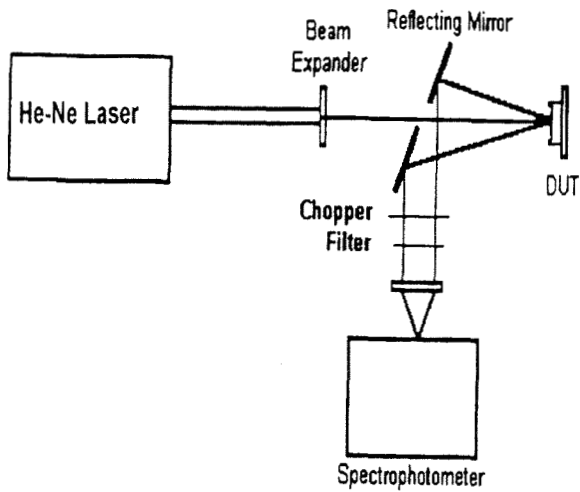 Reflecting Mirror
Beam
Expander
He-Ne Laser
DUT
Chopper
Filter
Spectrophotometer